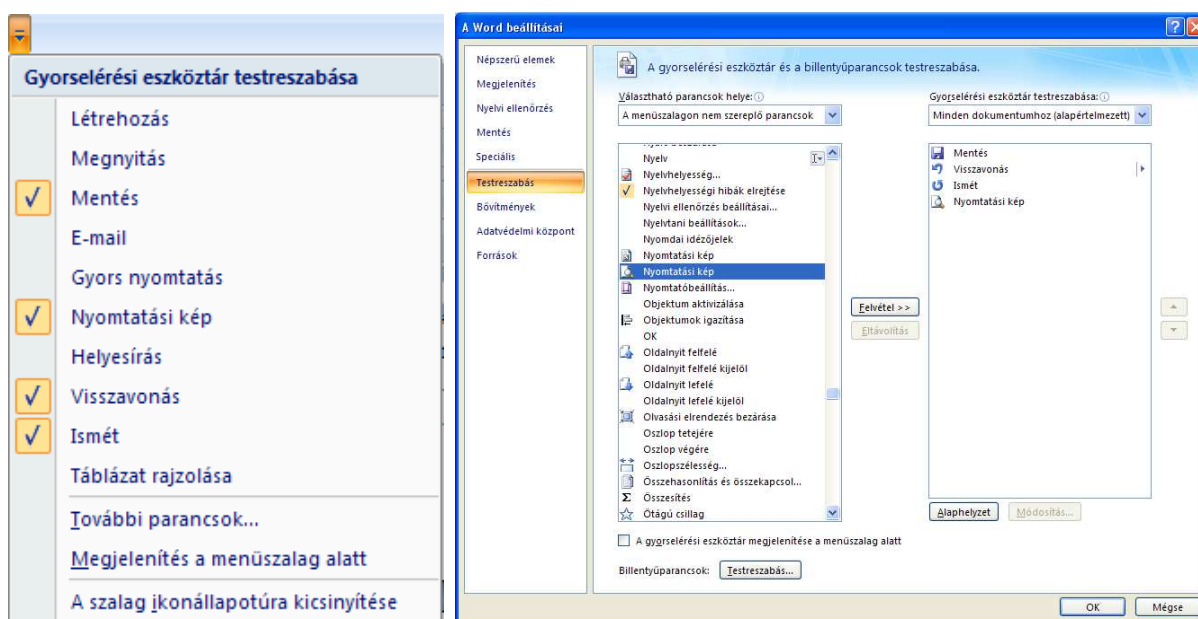 Gyorselérési eszköztár testreszabása
Létrehozás
Megnyitás
Mentés
E-mail
Gyors nyomtatás
Nyomtatási kép
Helyesírás
Visszavonás
Ismét
Táblázat rajzolása
További parancsok...
Megjelenítés a menüszalag alatt
A szalag ikonállapotúra kicsinyítése
A Word beállításai
Népszerű elemek
Megjelenítés
Nyelvi ellenőrzés
Mentés
Speciális
Testreszabás
Bővítmények
Adatvédelmi központ
Források
A gyorselérési eszköztár és a billentyűparancsok testreszabása.
Választható parancsok helye:
A menüszalagon nem szereplő parancsok
Nyelv
Nyelvhelyesség...
Nyelvhelyességi hibák elrejtése
Nyelvi ellenőrzés beállításai...
Nyelvtani beállítások...
Nyomdai idézőjelek
Nyomtatási kép
Nyomtatási kép
Nyomtatóbeállítás...
Objektum aktivizálása
Objektumok igazítása
OK
Oldalnyit felfelé
Oldalnyit felfelé kijelöl
Oldalnyit lefelé
Oldalnyit lefelé kijelöl
Olvasási elrendezés bezárása
Oszlop tetejére
Oszlop végére
Oszlopszélesség...
Összehasonlítás és összekapcsol...
Összesítés
Ötágú csillag
Felvétel >>
Eltávolítás
Gyorselérési eszköztár testreszabása:
Minden dokumentumhoz (alapértelmezett)
Mentés
Visszavonás
Ismét
Nyomtatási kép
Alaphelyzet Módosítás...
A gyorselérési eszköztár megjelenítése a menüszalag alatt
Billentyűparancsok: Testreszabás...
OK Mégse